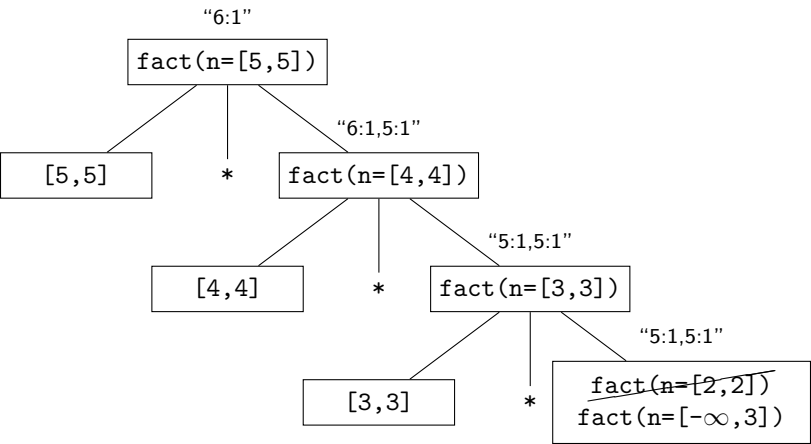 “6:1”
fact(n=[5,5])
“6:1,5:1”
[5,5]
*
fact(n=[4,4])
“5:1,5:1”
[4,4]
*
fact(n=[3,3])
“5:1,5:1”
fact(n=[2,2])
[3,3]
*
fact(n=[-∞,3])